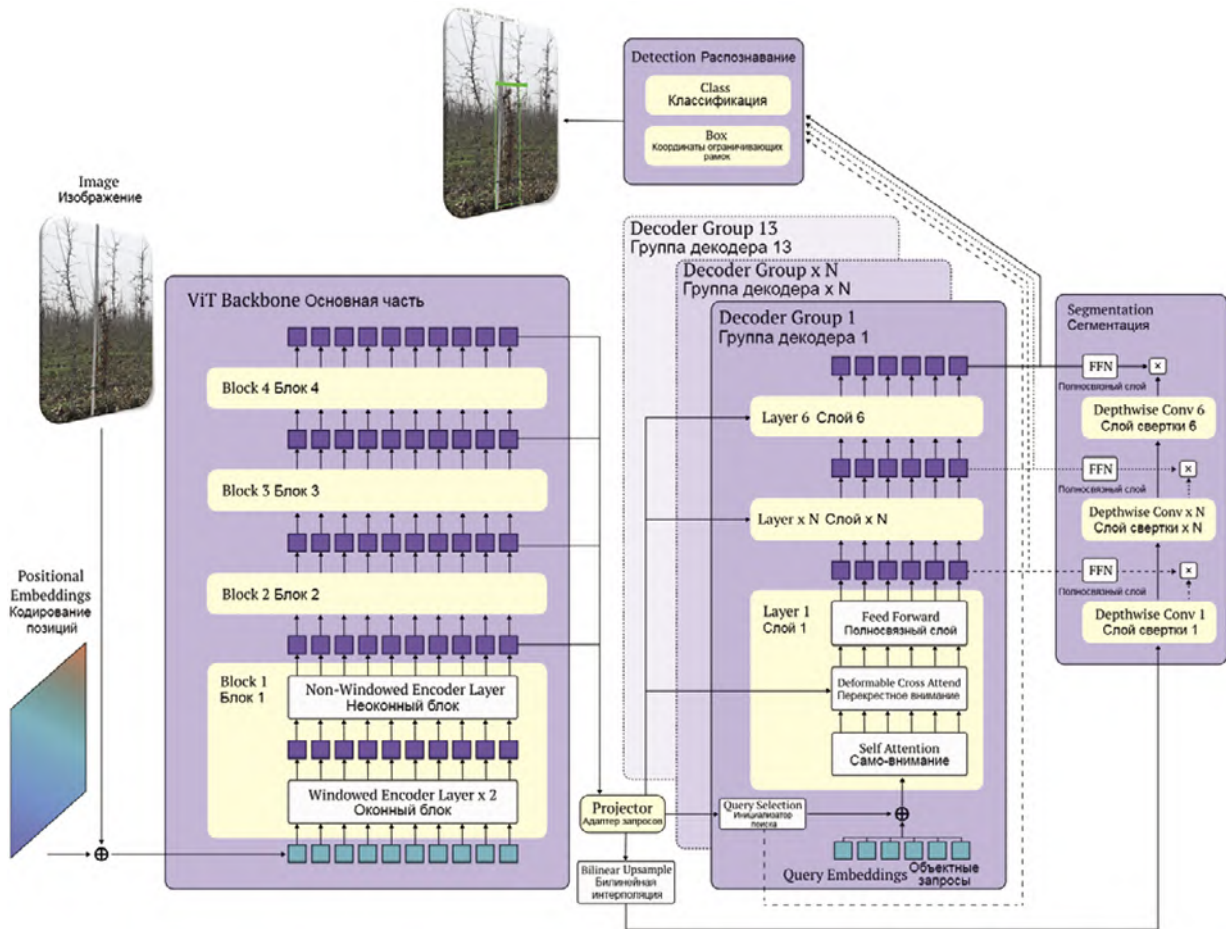 Detection Распознавание
Class
Классификация
Box
Координаты ограничивающих
рамок
Image
Изображение
Decoder Group 13
Группа декодера 13
Decoder Group x N
Группа декодера x N
Decoder Group 1
Группа декодера 1
ViT Backbone Основная часть
Block 4 Блок 4
Block 3 Блок 3
Block 2 Блок 2
Block 1
Блок 1
Non-Windowed Encoder Layer
Неоконный блок
Windowed Encoder Layer x 2
Оконный блок
Positional
Embeddings
Кодирование
позиций
Layer 6 Слой 6
Layer x N Слой x N
Layer 1
Слой 1
Feed Forward
Полносвязный слой
Deformable Cross Attend
Перекрестное внимание
Self Attention
Само-внимание
Projector
Адаптер запросов
Query Selection
Инициализатор
поиска
Bilinear Upsample
Билинейная
интерполяция
Query Embeddings
Объектные
запросы
Segmentation
Сегментация
FFN
Полносвязный слой
Depthwise Conv 6
Слой свертки 6
FFN
Полносвязный слой
Depthwise Conv x N
Слой свертки x N
FFN
Полносвязный слой
Depthwise Conv 1
Слой свертки 1